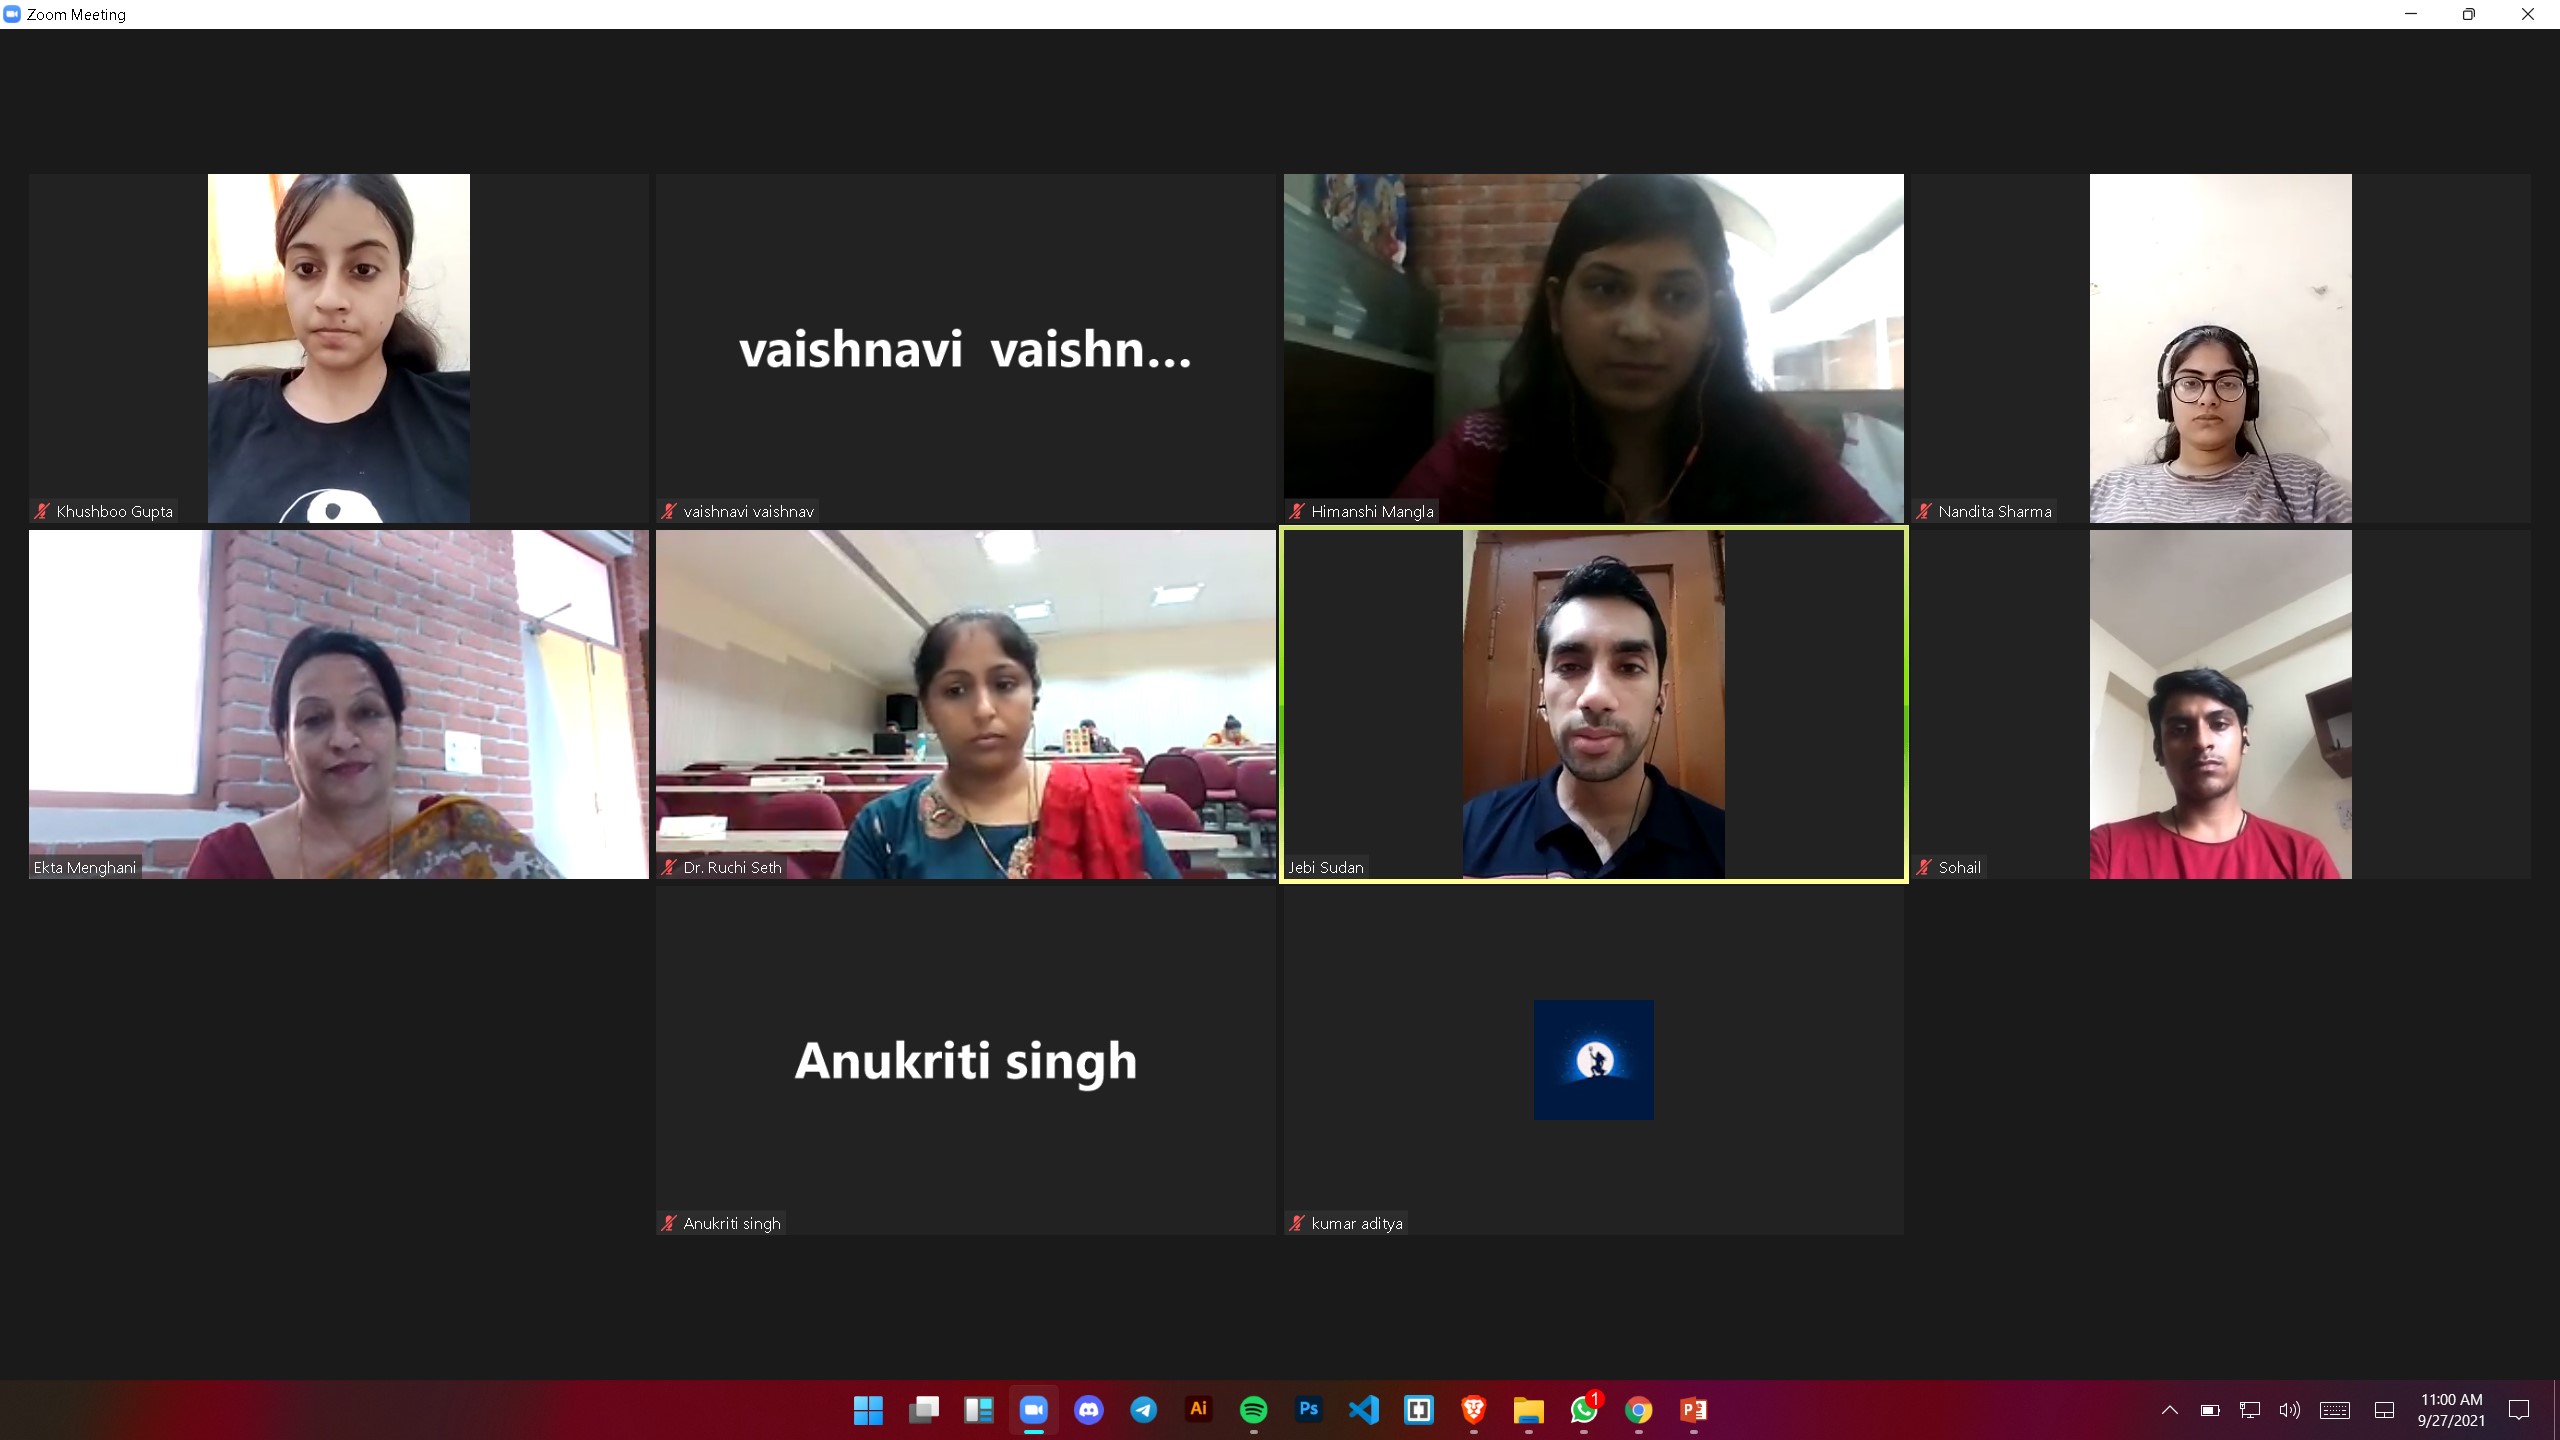 Zoom Meeting
vaishnavi vaishn...
Khushboo Gupta
vaishnavi vaishnav
Himanshi Mangla
Nandita Sharma
Ekta Menghani
Dr. Ruchi Seth
Jebi Sudan
Sohail
Anukriti singh
Anukriti singh
kumar aditya
Ai
Ps
1
P
11:00 AM
9/27/2021